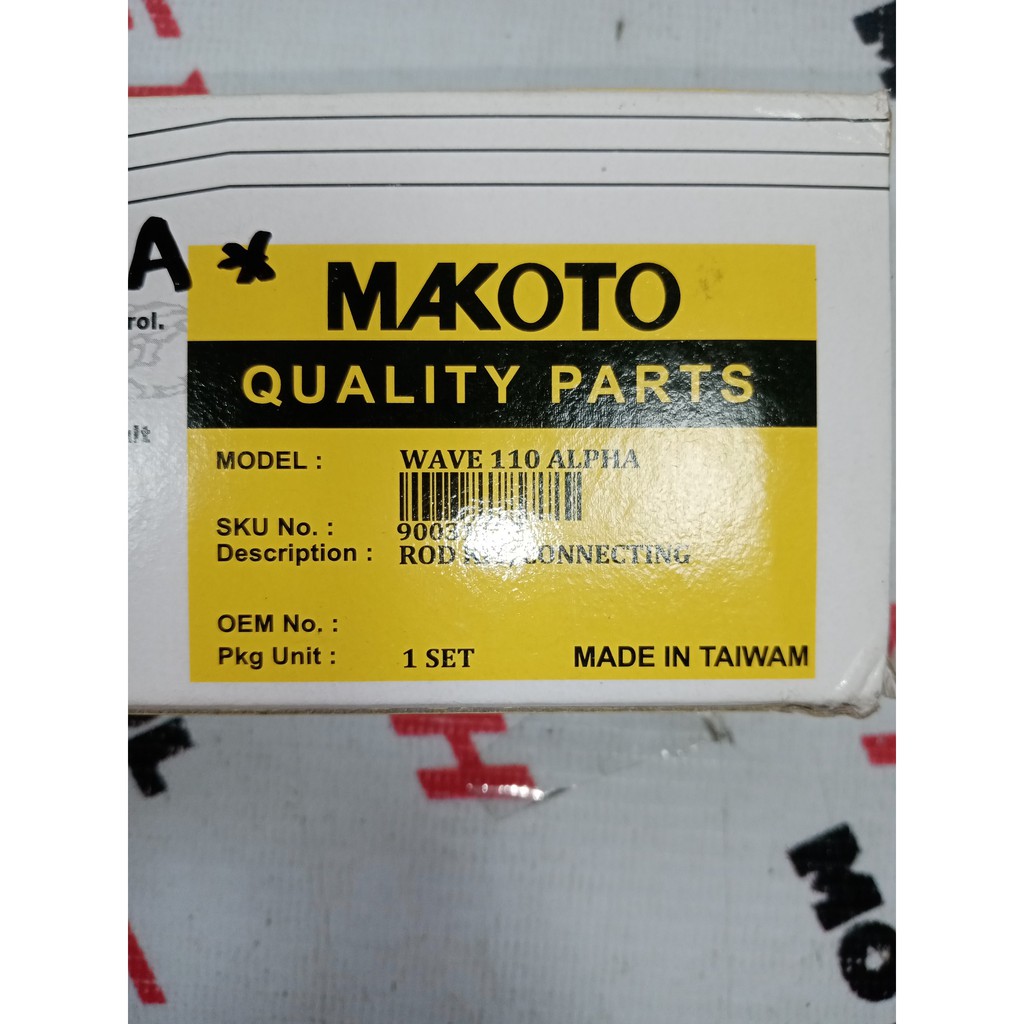 A *
rol.
MAKOTO
QUALITY PARTS
MODEL : WAVE 110 ALPHA
SKU No. :
Description : ROD CONNECTING
OEM No. :
Pkg Unit : 1 SET MADE IN TAIWAM
MO